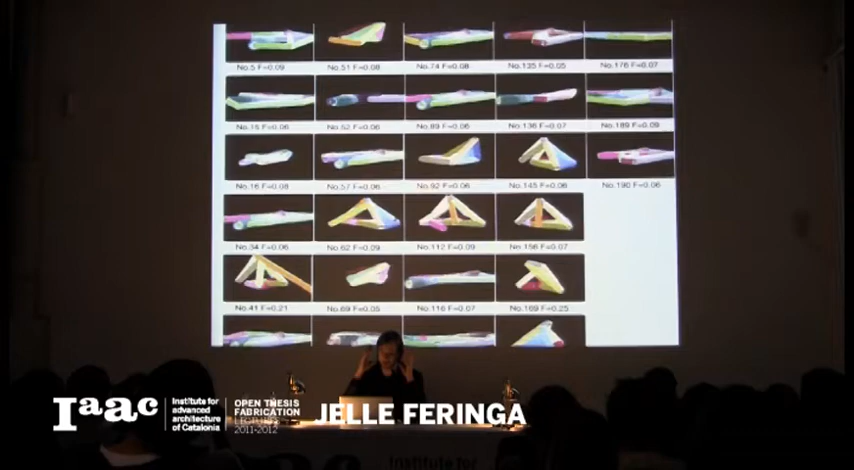 No.5 F=0.09 No.51 F=0.08 No.74 F=0.08 No.135 F=0.05 No.176 F=0.07
No.15 F=0.06 No.52 F=0.06 No.89 F=0.06 No.136 F=0.07 No.189 F=0.09
No.16 F=0.08 No.57 F=0.06 No.92 F=0.06 No.145 F=0.06 No.190 F=0.06
No.34 F=0.06 No.62 F=0.09 No.112 F=0.09 No.156 F=0.07
No.41 F=0.21 No.69 F=0.05 No.116 F=0.07 No.169 F=0.25
Iaac
Institute for
advanced
architecture
of Catalonia
OPEN THESIS
FABRICATION
LECTURES
2011-2012
JELLE FERINGA
Institute for